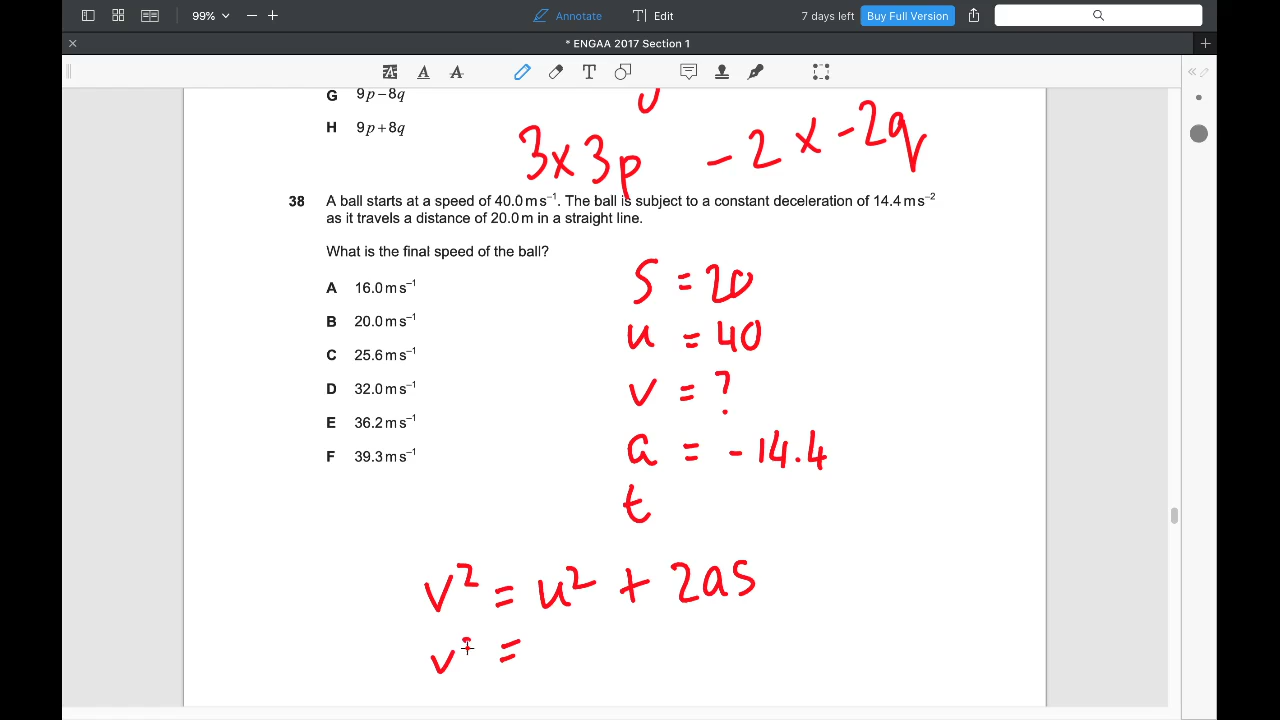 99% Annotate Edit 7 days left Buy Full Version
* ENGAA 2017 Section 1
G 9p − 8q
H 9p + 8q
3 x 3p − 2 x −2q
38 A ball starts at a speed of 40.0 m s⁻¹. The ball is subject to a constant deceleration of 14.4 m s⁻²
as it travels a distance of 20.0 m in a straight line.
What is the final speed of the ball?
A 16.0 m s⁻¹
B 20.0 m s⁻¹
C 25.6 m s⁻¹
D 32.0 m s⁻¹
E 36.2 m s⁻¹
F 39.3 m s⁻¹
S = 20
u = 40
v = ?
a = −14.4
t
v² = u² + 2as
v² =